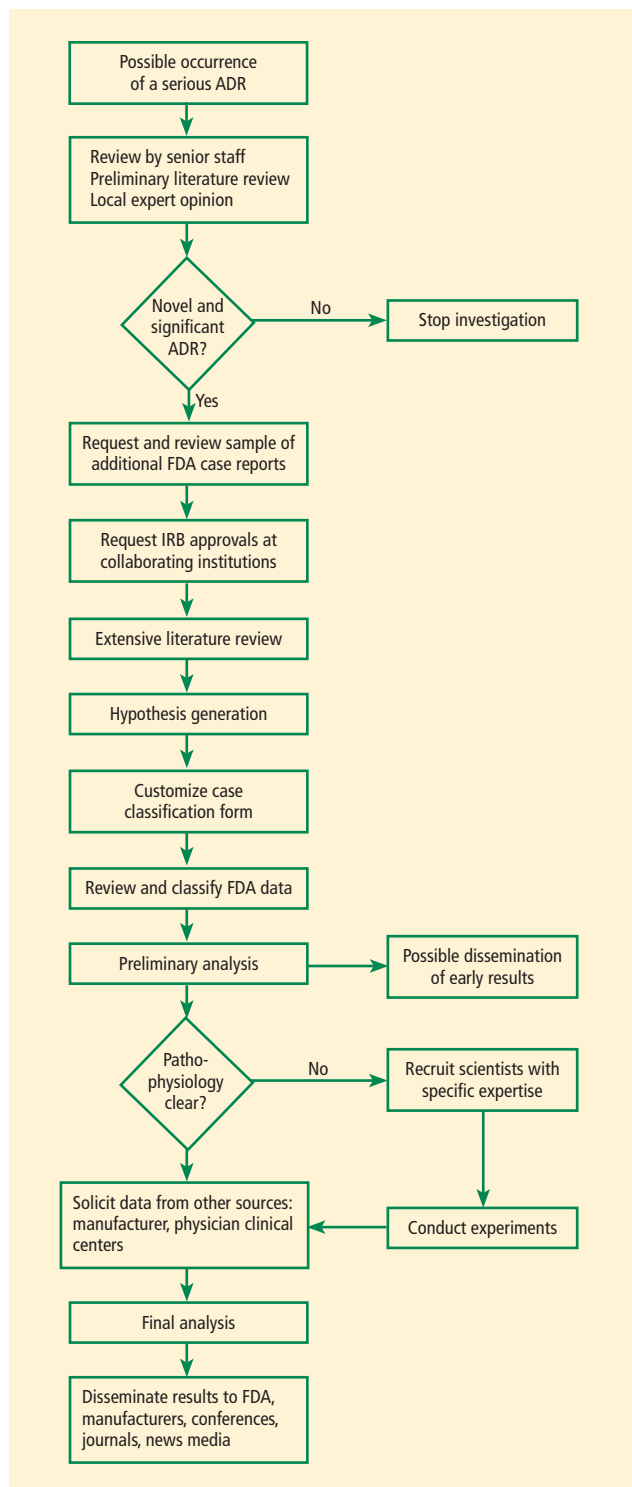 Possible occurrence
of a serious ADR
Review by senior staff
Preliminary literature review
Local expert opinion
Novel and
significant
ADR?
No
Stop investigation
Yes
Request and review sample of
additional FDA case reports
Request IRB approvals at
collaborating institutions
Extensive literature review
Hypothesis generation
Customize case
classification form
Review and classify FDA data
Preliminary analysis
Possible dissemination
of early results
Patho-
physiology
clear?
No
Recruit scientists with
specific expertise
Solicit data from other sources:
manufacturer, physician clinical
centers
Conduct experiments
Final analysis
Disseminate results to FDA,
manufacturers, conferences,
journals, news media